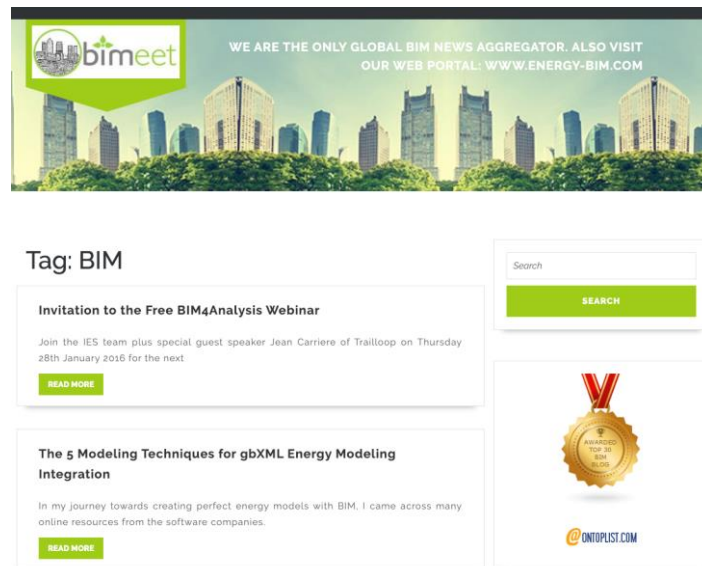 bimeet
WE ARE THE ONLY GLOBAL BIM NEWS AGGREGATOR. ALSO VISIT
OUR WEB PORTAL: WWW.ENERGY-BIM.COM
Tag: BIM
Invitation to the Free BIM4Analysis Webinar
Join the IES team plus special guest speaker Jean Carriere of Trailloop on Thursday
28th January 2016 for the next
READ MORE
The 5 Modeling Techniques for gbXML Energy Modeling
Integration
In my journey towards creating perfect energy models with BIM, I came across many
online resources from the software companies.
READ MORE
Search
SEARCH
AWARDED
TOP 30
BIM
BLOG
@ONTOPLIST.COM